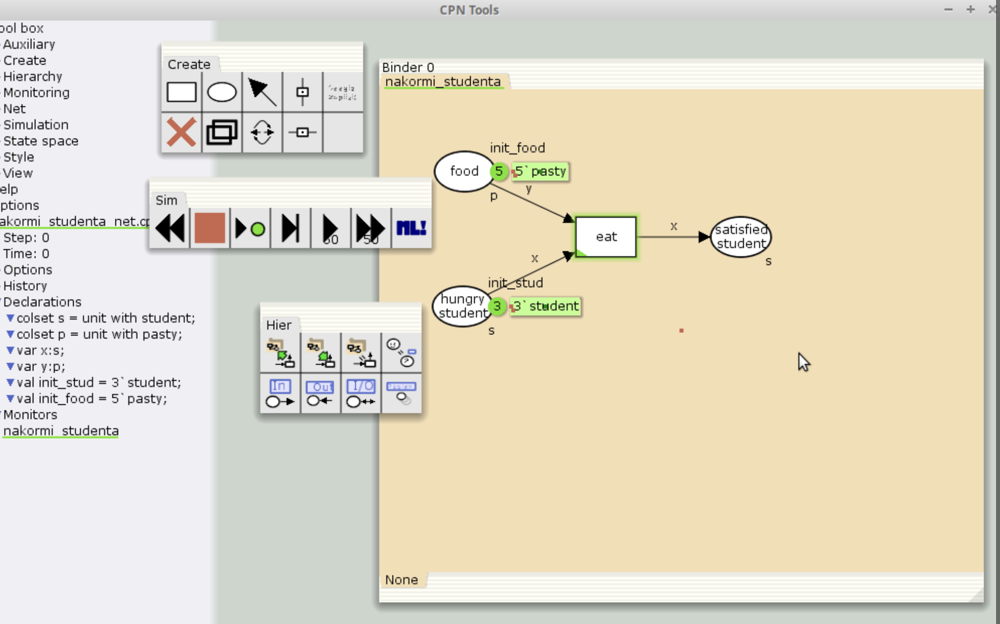 CPN Tools
ool box
Auxiliary
Create
Hierarchy
Monitoring
Net
Simulation
State space
Style
View
elp
ptions
akormi_studenta_net.cp
Step: 0
Time: 0
Options
History
Declarations
colset s = unit with student;
colset p = unit with pasty;
var x:s;
var y:p;
val init_stud = 3`student;
val init_food = 5`pasty;
Monitors
nakormi_studenta
Create
Sim
50
ML!
Hier
In
Out
I/O
Binder 0
nakormi_studenta
init_food
food
5
5`pasty
y
p
eat
x
satisfied
student
s
x
init_stud
hungry
student
3
3`student
s
None